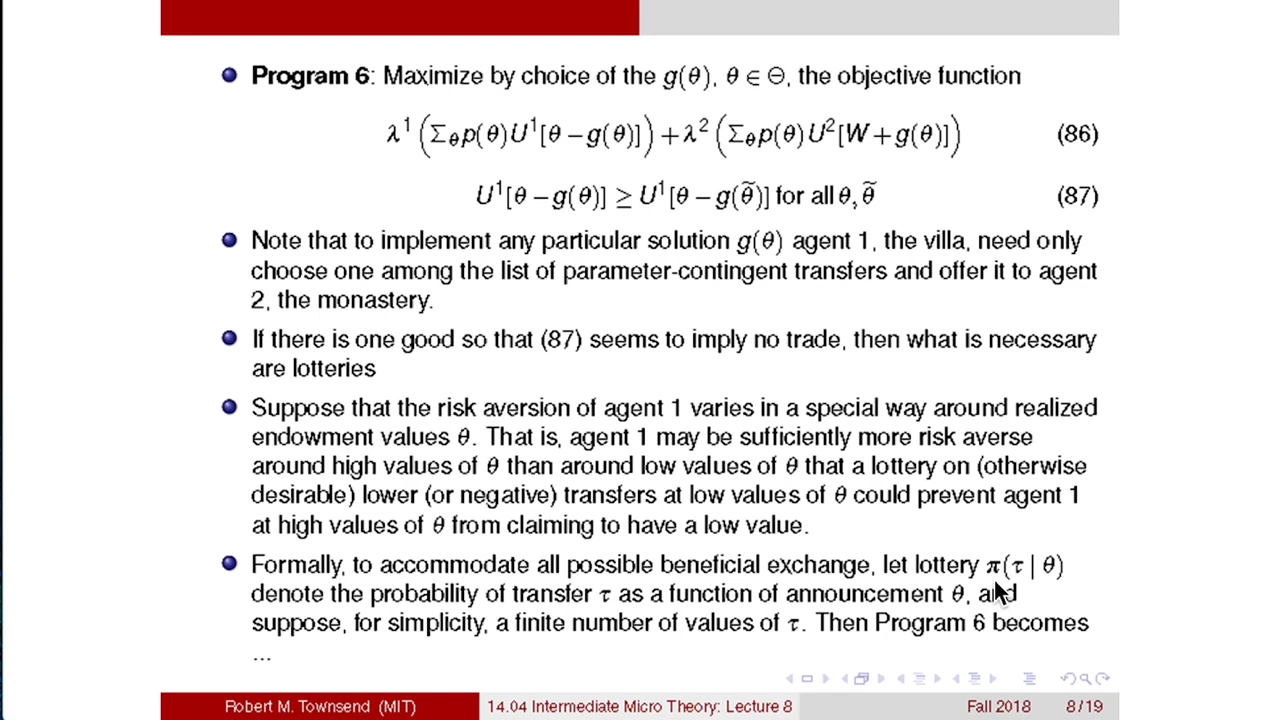 Program 6: Maximize by choice of the g(θ), θ ∈ Θ, the objective function
λ¹ (Σ_θ p(θ)U¹[θ − g(θ)]) + λ² (Σ_θ p(θ)U²[W + g(θ)]) (86)
U¹[θ − g(θ)] ≥ U¹[θ − g(θ̃)] for all θ, θ̃ (87)
Note that to implement any particular solution g(θ) agent 1, the villa, need only
choose one among the list of parameter-contingent transfers and offer it to agent
2, the monastery.
If there is one good so that (87) seems to imply no trade, then what is necessary
are lotteries
Suppose that the risk aversion of agent 1 varies in a special way around realized
endowment values θ. That is, agent 1 may be sufficiently more risk averse
around high values of θ than around low values of θ that a lottery on (otherwise
desirable) lower (or negative) transfers at low values of θ could prevent agent 1
at high values of θ from claiming to have a low value.
Formally, to accommodate all possible beneficial exchange, let lottery π(τ | θ)
denote the probability of transfer τ as a function of announcement θ, and
suppose, for simplicity, a finite number of values of τ. Then Program 6 becomes
...
Robert M. Townsend (MIT) 14.04 Intermediate Micro Theory: Lecture 8 Fall 2018 8 / 19